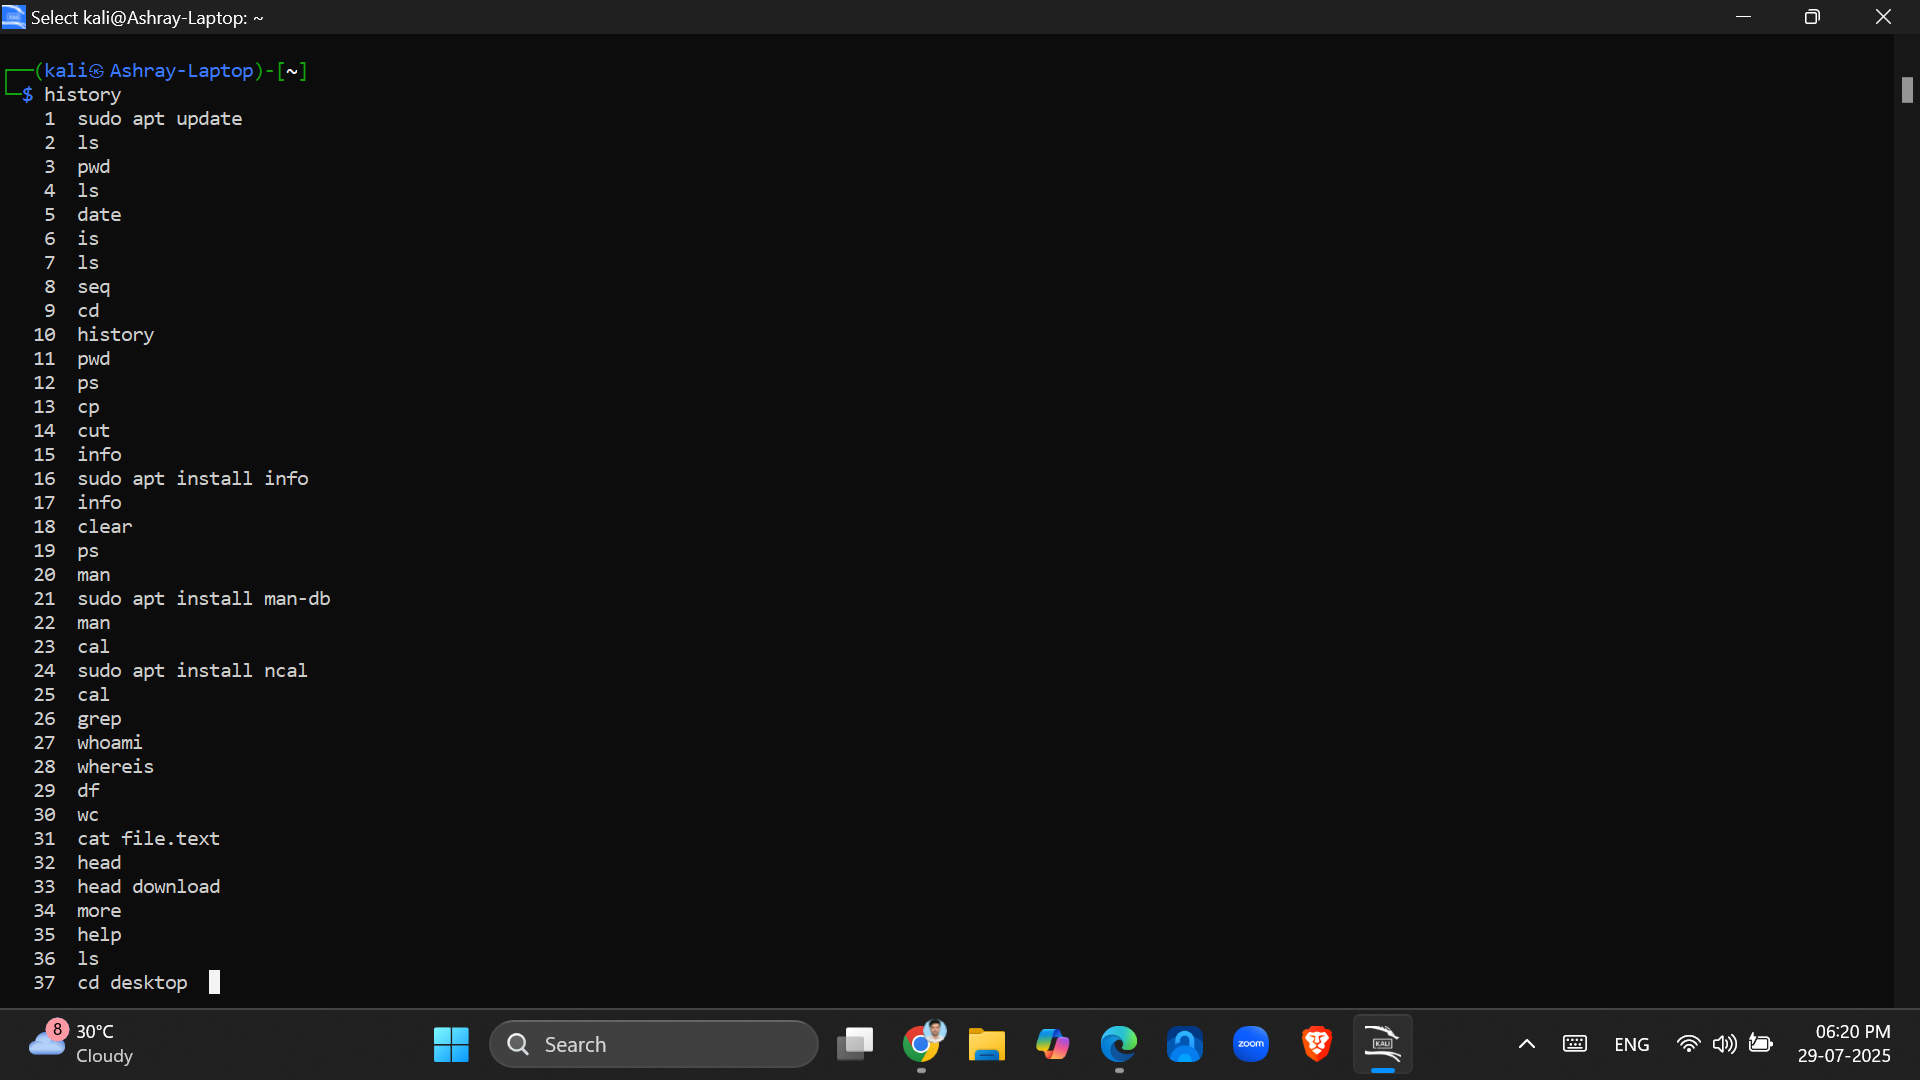 Select kali@Ashray-Laptop: ~
(kali㉿Ashray-Laptop)-[~]
$ history
1 sudo apt update
2 ls
3 pwd
4 ls
5 date
6 is
7 ls
8 seq
9 cd
10 history
11 pwd
12 ps
13 cp
14 cut
15 info
16 sudo apt install info
17 info
18 clear
19 ps
20 man
21 sudo apt install man-db
22 man
23 cal
24 sudo apt install ncal
25 cal
26 grep
27 whoami
28 whereis
29 df
30 wc
31 cat file.text
32 head
33 head download
34 more
35 help
36 ls
37 cd desktop
8
30°C
Cloudy
Search
zoom
KALI
ENG
06:20 PM
29-07-2025